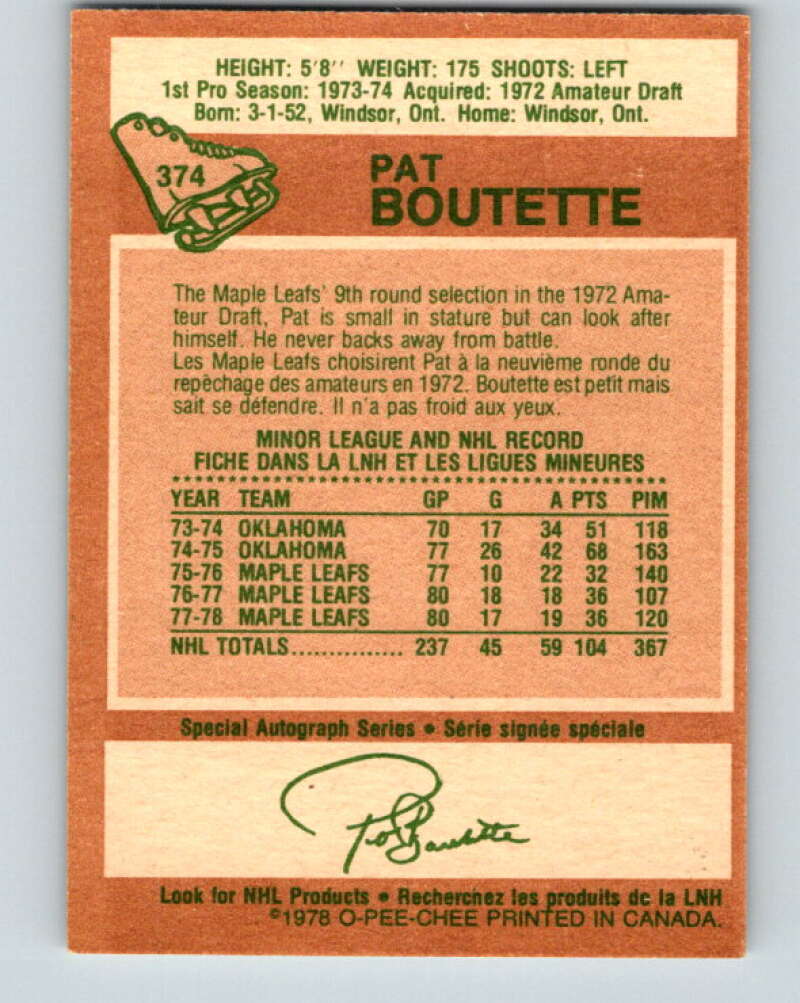 HEIGHT: 5'8'' WEIGHT: 175 SHOOTS: LEFT
1st Pro Season: 1973-74 Acquired: 1972 Amateur Draft
Born: 3-1-52, Windsor, Ont. Home: Windsor, Ont.
374
PAT
BOUTETTE
The Maple Leafs' 9th round selection in the 1972 Ama-
teur Draft, Pat is small in stature but can look after
himself. He never backs away from battle.
Les Maple Leafs choisirent Pat à la neuvième ronde du
repêchage des amateurs en 1972. Boutette est petit mais
sait se défendre. Il n'a pas froid aux yeux.
MINOR LEAGUE AND NHL RECORD
FICHE DANS LA LNH ET LES LIGUES MINEURES
YEAR TEAM GP G A PTS PIM
73-74 OKLAHOMA 70 17 34 51 118
74-75 OKLAHOMA 77 26 42 68 163
75-76 MAPLE LEAFS 77 10 22 32 140
76-77 MAPLE LEAFS 80 18 18 36 107
77-78 MAPLE LEAFS 80 17 19 36 120
NHL TOTALS............... 237 45 59 104 367
Special Autograph Series • Série signée spéciale
Pat Boutette
Look for NHL Products • Recherchez les produits de la LNH
©1978 O-PEE-CHEE PRINTED IN CANADA.